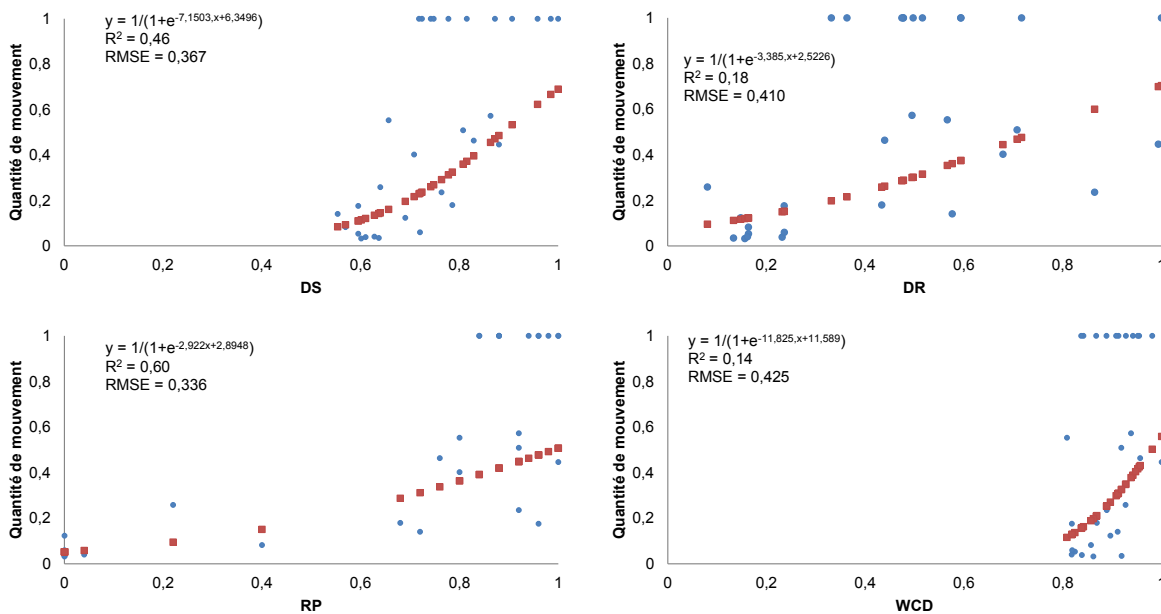 y = 1/(1+e-7,1503,x+6,3496)
R2 = 0,46
RMSE = 0,367
Quantité de mouvement
1
0,8
0,6
0,4
0,2
0
0 0,2 0,4 0,6 0,8 1
DS
y = 1/(1+e-3,385,x+2,5226)
R2 = 0,18
RMSE = 0,410
Quantité de mouvement
1
0,8
0,6
0,4
0,2
0
0 0,2 0,4 0,6 0,8 1
DR
y = 1/(1+e-2,922x+2,8948)
R2 = 0,60
RMSE = 0,336
Quantité de mouvement
1
0,8
0,6
0,4
0,2
0
0 0,2 0,4 0,6 0,8 1
RP
y = 1/(1+e-11,825,x+11,589)
R2 = 0,14
RMSE = 0,425
Quantité de mouvement
1
0,8
0,6
0,4
0,2
0
0 0,2 0,4 0,6 0,8 1
WCD